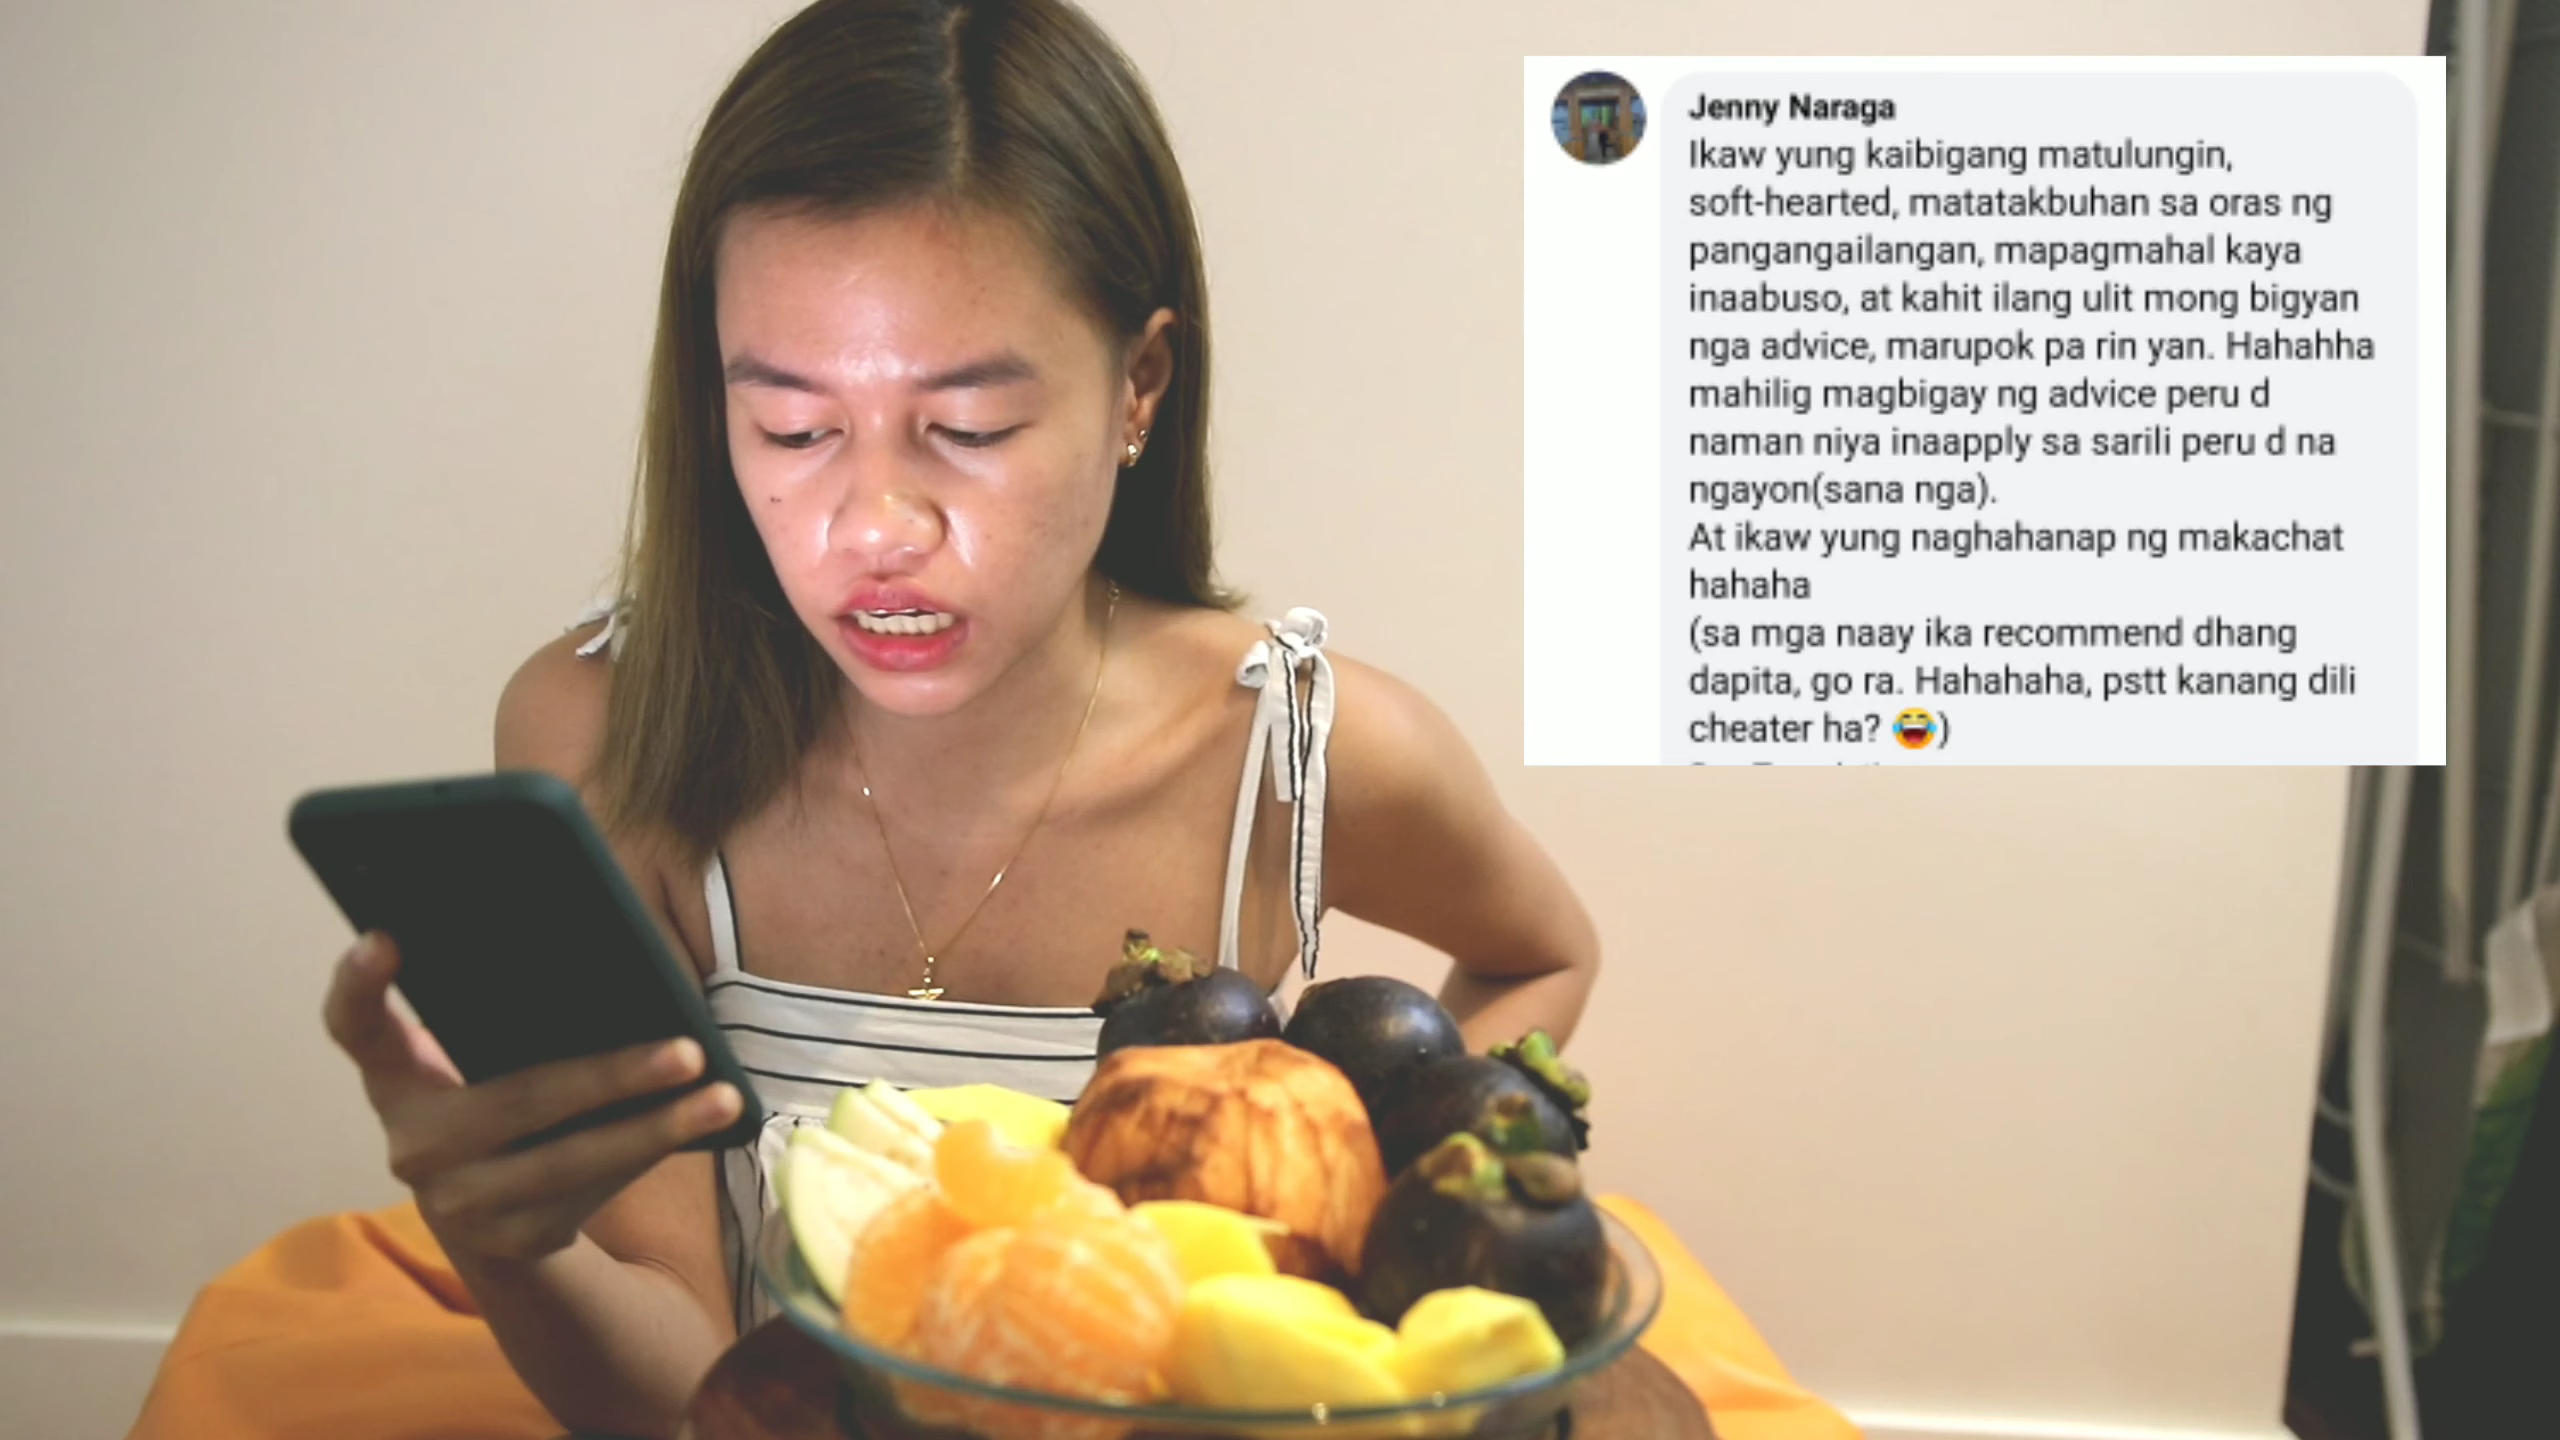 Jenny Naraga
Ikaw yung kaibigang matulungin,
soft-hearted, matatakbuhan sa oras ng
pangangailangan, mapagmahal kaya
inaabuso, at kahit ilang ulit mong bigyan
nga advice, marupok pa rin yan. Hahahha
mahilig magbigay ng advice peru d
naman niya inaapply sa sarili peru d na
ngayon(sana nga).
At ikaw yung naghahanap ng makachat
hahaha
(sa mga naay ika recommend dhang
dapita, go ra. Hahahaha, pstt kanang dili
cheater ha? 😂)